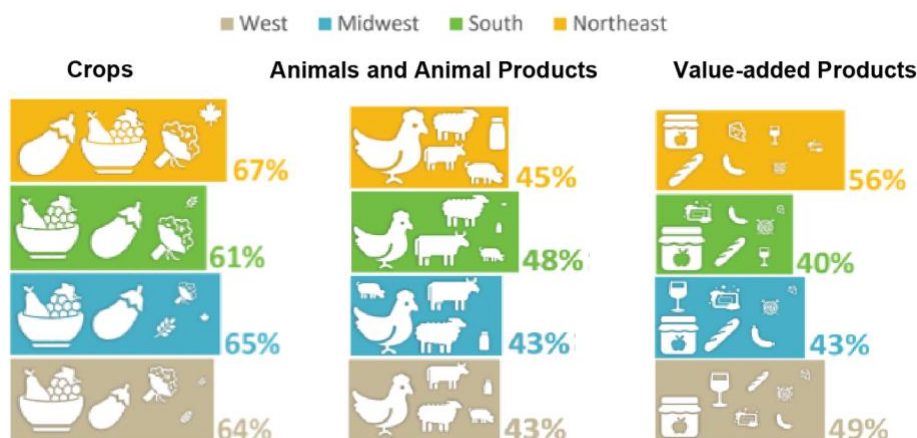 West Midwest South Northeast
Crops Animals and Animal Products Value-added Products
67% 45% 56%
61% 48% 40%
65% 43% 43%
64% 43% 49%